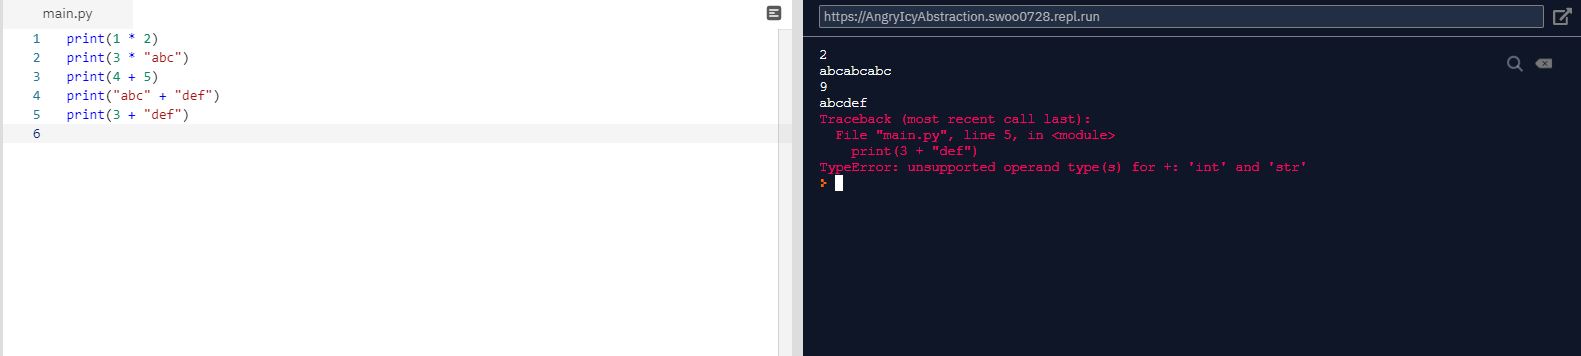 main.py
1 print(1 * 2)
2 print(3 * "abc")
3 print(4 + 5)
4 print("abc" + "def")
5 print(3 + "def")
6
https://AngryIcyAbstraction.swoo0728.repl.run
2
abcabcabc
9
abcdef
Traceback (most recent call last):
  File "main.py", line 5, in <module>
    print(3 + "def")
TypeError: unsupported operand type(s) for +: 'int' and 'str'
>